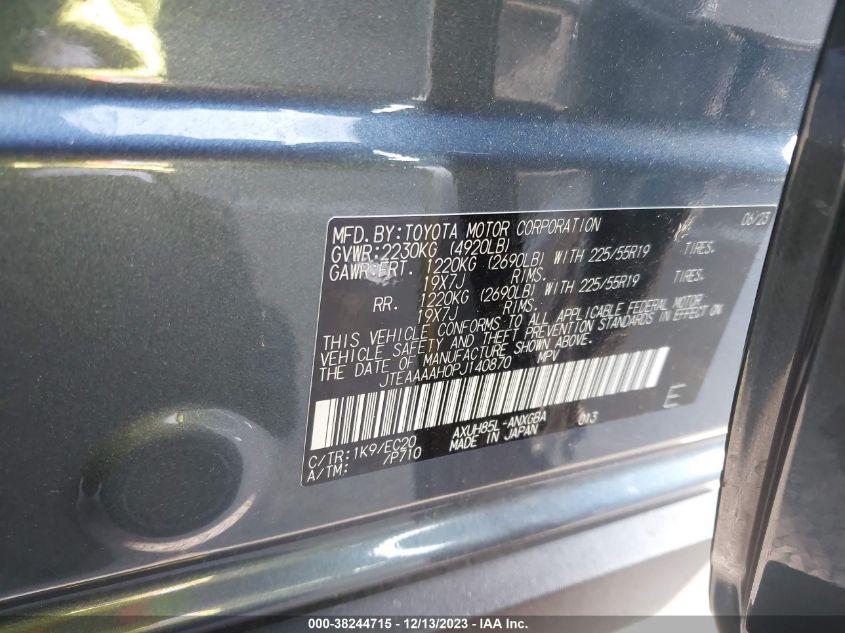 06/23
MFD. BY: TOYOTA MOTOR CORPORATION
GVWR: 2230KG (4920LB)
GAWR: FRT. 1220KG (2690LB) WITH 225/55R19 TIRES.
19X7J RIMS.
RR. 1220KG (2690LB) WITH 225/55R19 TIRES.
19X7J RIMS.
THIS VEHICLE CONFORMS TO ALL APPLICABLE FEDERAL MOTOR
VEHICLE SAFETY AND THEFT PREVENTION STANDARDS IN EFFECT ON
THE DATE OF MANUFACTURE SHOWN ABOVE.
JTEAAAAH0PJ140870 MPV
E
C/TR: 1K9/EC20 AXUH85L-ANXGBA 013
A/TM: /P710 MADE IN JAPAN
000-38244715 - 12/13/2023 - IAA Inc.